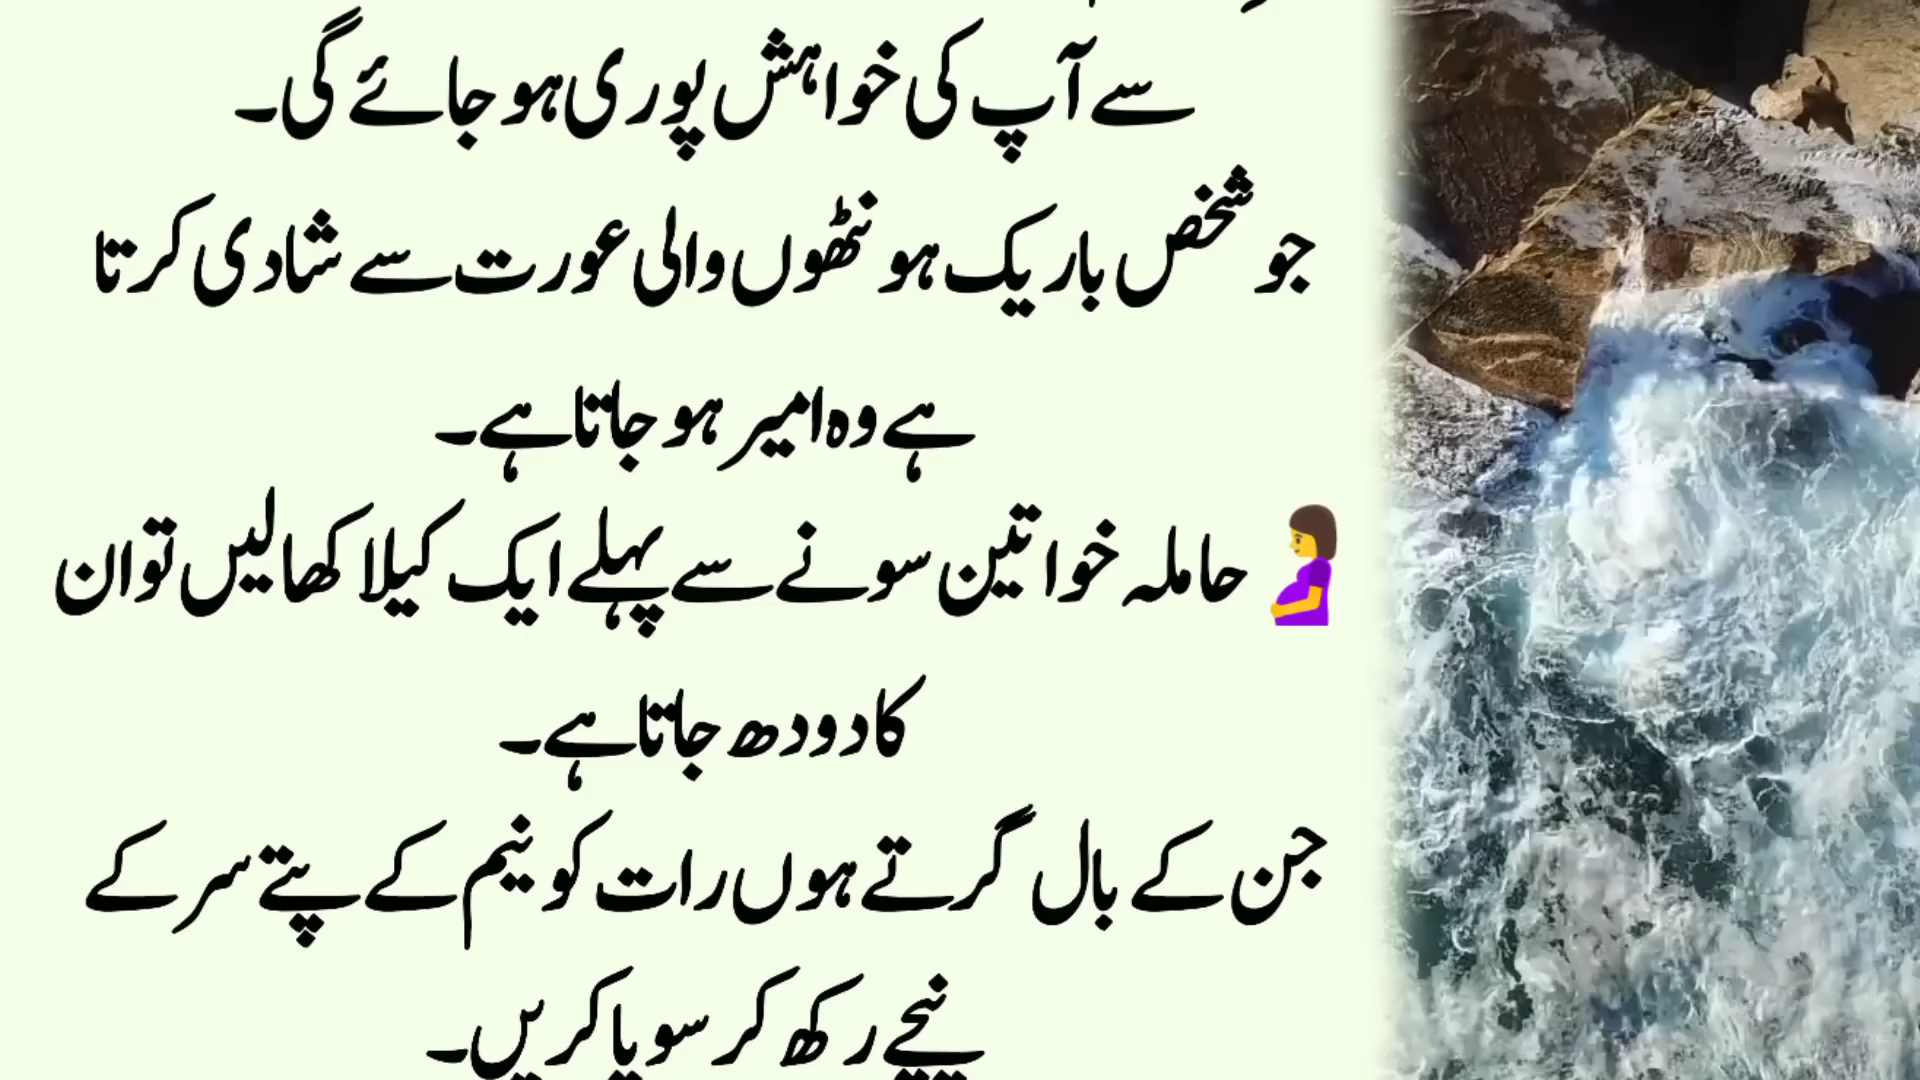 سے آپ کی خواہش پوری ہو جائے گی۔
جو شخص باریک ہونٹھوں والی عورت سے شادی کرتا
ہے وہ امیر ہو جاتا ہے۔
🤰حاملہ خواتین سونے سے پہلے ایک کیلا کھا لیں تو ان
کا دودھ جاتا ہے۔
جن کے بال گرتے ہوں رات کو نیم کے پتے سر کے
نیچے رکھ کر سویا کریں۔